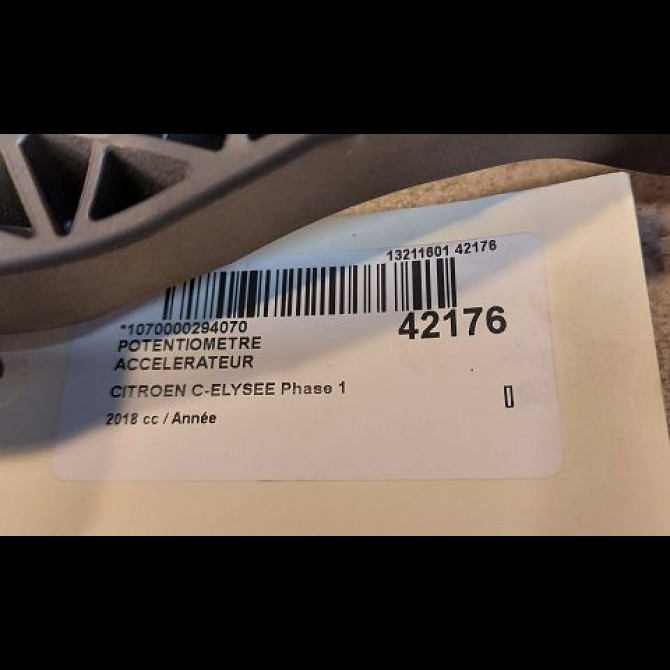 13211601 42176
*1070000294070
42176
POTENTIOMETRE
ACCELERATEUR
CITROEN C-ELYSEE Phase 1
2018 cc / Année